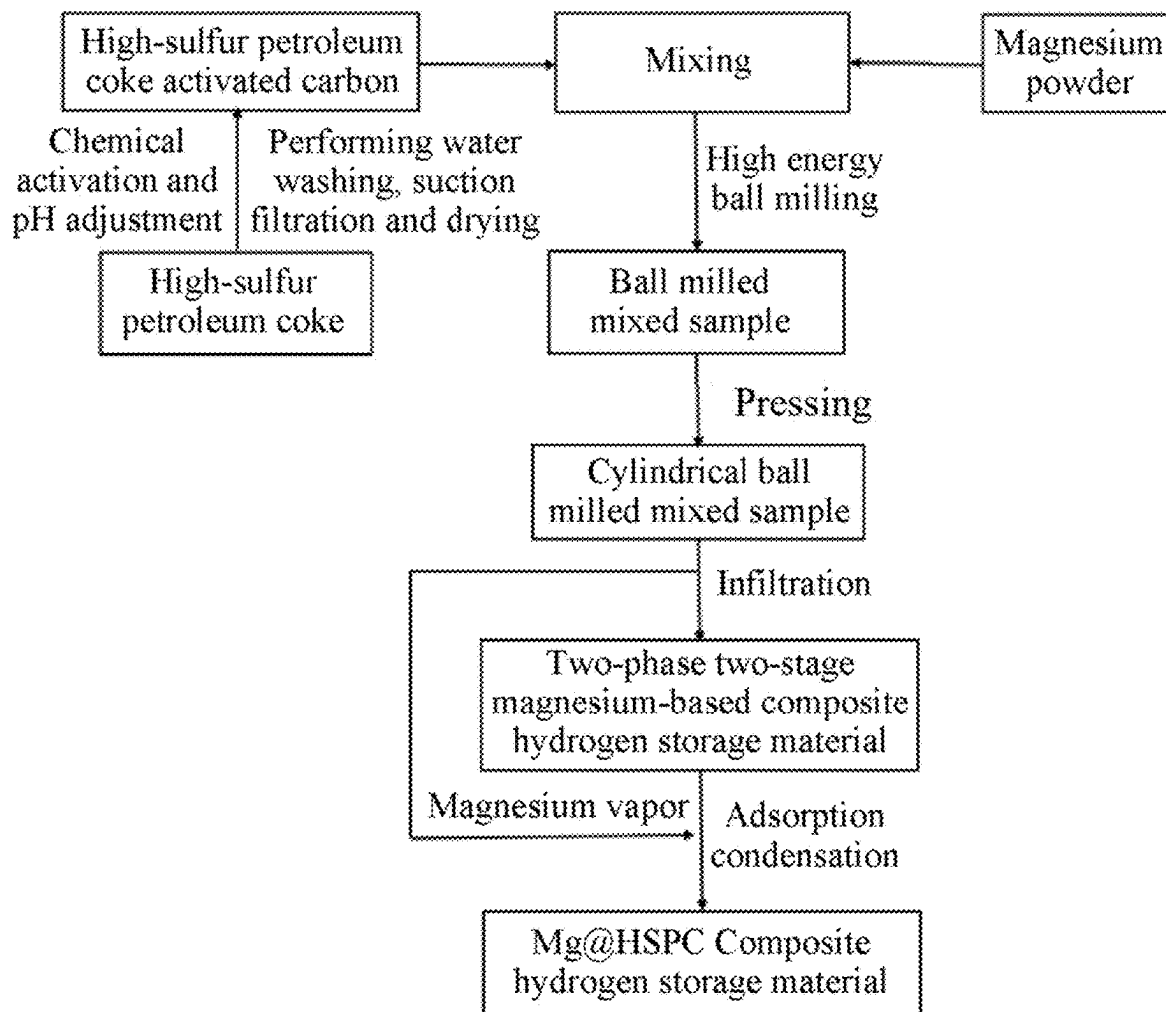 High-sulfur petroleum
coke activated carbon
Mixing
Magnesium
powder
Chemical
activation and
pH adjustment
Performing water
washing, suction
filtration and drying
High energy
ball milling
High-sulfur
petroleum coke
Ball milled
mixed sample
Pressing
Cylindrical ball
milled mixed sample
Infiltration
Two-phase two-stage
magnesium-based composite
hydrogen storage material
Magnesium vapor
Adsorption
condensation
Mg@HSPC Composite
hydrogen storage material